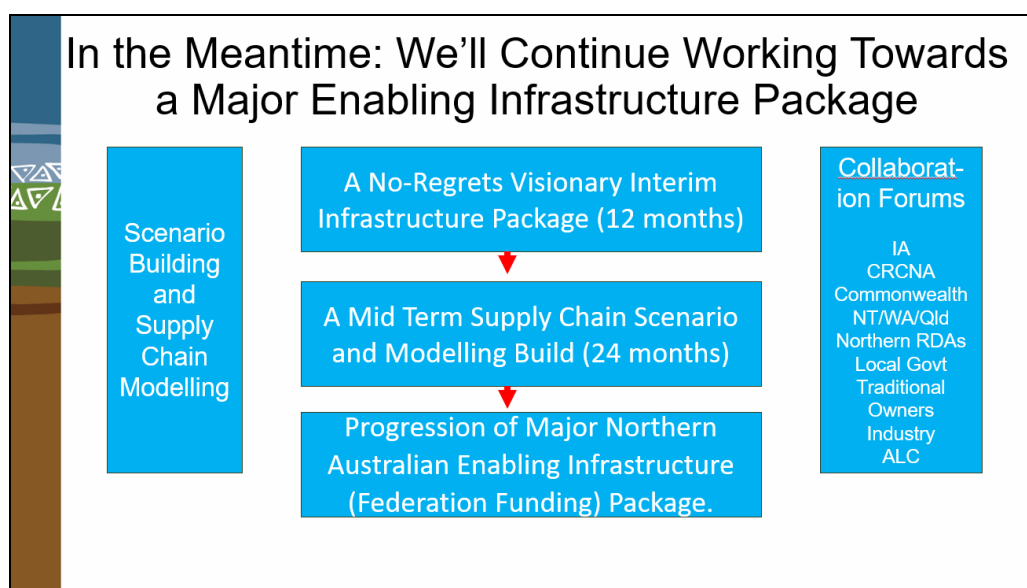 In the Meantime: We'll Continue Working Towards
a Major Enabling Infrastructure Package
Scenario
Building
and
Supply
Chain
Modelling
A No-Regrets Visionary Interim
Infrastructure Package (12 months)
A Mid Term Supply Chain Scenario
and Modelling Build (24 months)
Progression of Major Northern
Australian Enabling Infrastructure
(Federation Funding) Package.
Collaborat-
ion Forums
IA
CRCNA
Commonwealth
NT/WA/Qld
Northern RDAs
Local Govt
Traditional
Owners
Industry
ALC